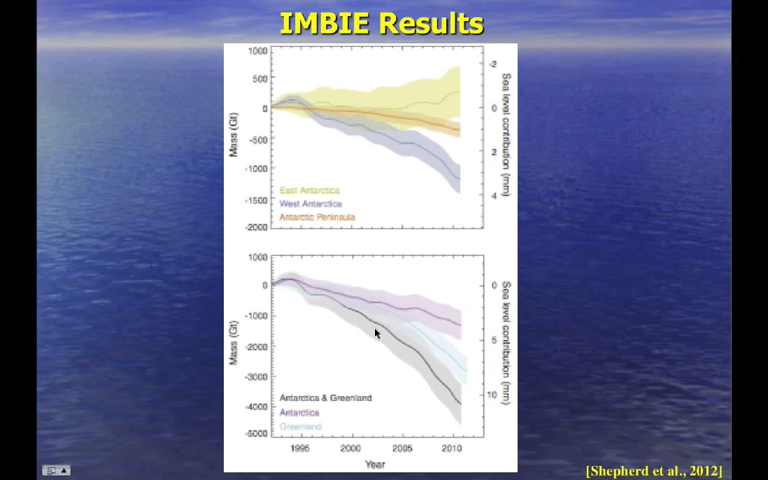 IMBIE Results
1000
500
0
-500
-1000
-1500
-2000
Mass (Gt)
-2
0
2
4
Sea level contribution (mm)
East Antarctica
West Antarctica
Antarctic Peninsula
1000
0
-1000
-2000
-3000
-4000
-5000
Mass (Gt)
0
5
10
Sea level contribution (mm)
Antarctica & Greenland
Antarctica
Greenland
1995 2000 2005 2010
Year
[Shepherd et al., 2012]